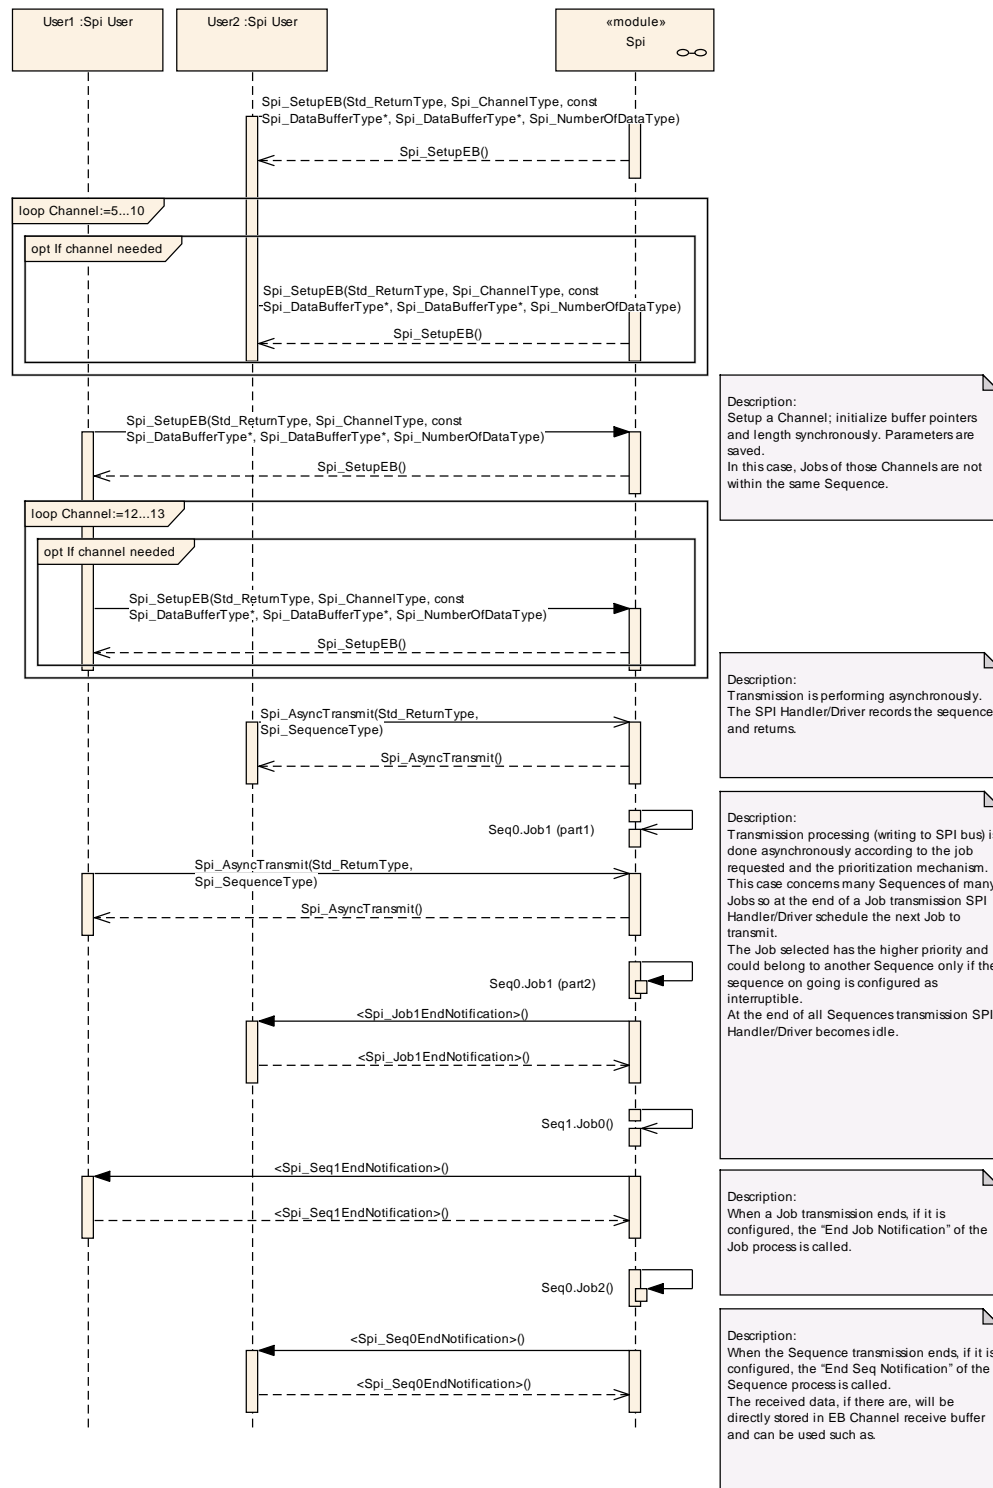 User1 :Spi User
User2 :Spi User
«module»
Spi
Spi_SetupEB(Std_ReturnType, Spi_ChannelType, const
Spi_DataBufferType*, Spi_DataBufferType*, Spi_NumberOfDataType)
Spi_SetupEB()
loop Channel:=5...10
opt If channel needed
Spi_SetupEB(Std_ReturnType, Spi_ChannelType, const
Spi_DataBufferType*, Spi_DataBufferType*, Spi_NumberOfDataType)
Spi_SetupEB()
Description:
Setup a Channel; initialize buffer pointers
and length synchronously. Parameters are
saved.
In this case, Jobs of those Channels are not
within the same Sequence.
Spi_SetupEB(Std_ReturnType, Spi_ChannelType, const
Spi_DataBufferType*, Spi_DataBufferType*, Spi_NumberOfDataType)
Spi_SetupEB()
loop Channel:=12...13
opt If channel needed
Spi_SetupEB(Std_ReturnType, Spi_ChannelType, const
Spi_DataBufferType*, Spi_DataBufferType*, Spi_NumberOfDataType)
Spi_SetupEB()
Description:
Transmission is performing asynchronously.
The SPI Handler/Driver records the sequence
and returns.
Spi_AsyncTransmit(Std_ReturnType,
Spi_SequenceType)
Spi_AsyncTransmit()
Seq0.Job1 (part1)
Description:
Transmission processing (writing to SPI bus) is
done asynchronously according to the job
requested and the prioritization mechanism.
This case concerns many Sequences of many
Jobs so at the end of a Job transmission SPI
Handler/Driver schedule the next Job to
transmit.
The Job selected has the higher priority and
could belong to another Sequence only if the
sequence on going is configured as
interruptible.
At the end of all Sequences transmission SPI
Handler/Driver becomes idle.
Spi_AsyncTransmit(Std_ReturnType,
Spi_SequenceType)
Spi_AsyncTransmit()
Seq0.Job1 (part2)
<Spi_Job1EndNotification>()
<Spi_Job1EndNotification>()
Seq1.Job0()
<Spi_Seq1EndNotification>()
<Spi_Seq1EndNotification>()
Description:
When a Job transmission ends, if it is
configured, the “End Job Notification” of the
Job process is called.
Seq0.Job2()
<Spi_Seq0EndNotification>()
<Spi_Seq0EndNotification>()
Description:
When the Sequence transmission ends, if it is
configured, the “End Seq Notification” of the
Sequence process is called.
The received data, if there are, will be
directly stored in EB Channel receive buffer
and can be used such as.